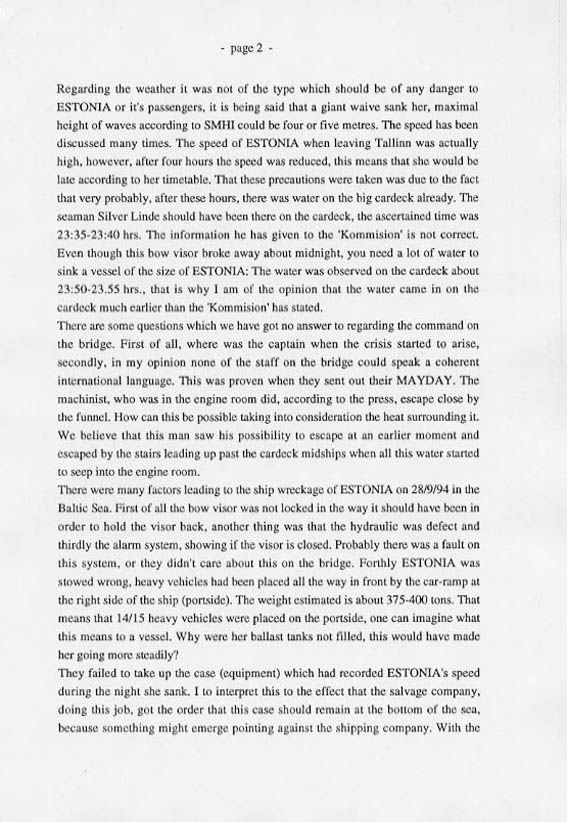 - page 2 -
Regarding the weather it was not of the type which should be of any danger to
ESTONIA or it's passengers, it is being said that a giant waive sank her, maximal
height of waves according to SMHI could be four or five metres. The speed has been
discussed many times. The speed of ESTONIA when leaving Tallinn was actually
high, however, after four hours the speed was reduced, this means that she would be
late according to her timetable. That these precautions were taken was due to the fact
that very probably, after these hours, there was water on the big cardeck already. The
seaman Silver Linde should have been there on the cardeck, the ascertained time was
23:35-23:40 hrs. The information he has given to the 'Kommision' is not correct.
Even though this bow visor broke away about midnight, you need a lot of water to
sink a vessel of the size of ESTONIA: The water was observed on the cardeck about
23:50-23.55 hrs., that is why I am of the opinion that the water came in on the
cardeck much earlier than the 'Kommision' has stated.
There are some questions which we have got no answer to regarding the command on
the bridge. First of all, where was the captain when the crisis started to arise,
secondly, in my opinion none of the staff on the bridge could speak a coherent
international language. This was proven when they sent out their MAYDAY. The
machinist, who was in the engine room did, according to the press, escape close by
the funnel. How can this be possible taking into consideration the heat surrounding it.
We believe that this man saw his possibility to escape at an earlier moment and
escaped by the stairs leading up past the cardeck midships when all this water started
to seep into the engine room.
There were many factors leading to the ship wreckage of ESTONIA on 28/9/94 in the
Baltic Sea. First of all the bow visor was not locked in the way it should have been in
order to hold the visor back, another thing was that the hydraulic was defect and
thirdly the alarm system, showing if the visor is closed. Probably there was a fault on
this system, or they didn't care about this on the bridge. Forthly ESTONIA was
stowed wrong, heavy vehicles had been placed all the way in front by the car-ramp at
the right side of the ship (portside). The weight estimated is about 375-400 tons. That
means that 14/15 heavy vehicles were placed on the portside, one can imagine what
this means to a vessel. Why were her ballast tanks not filled, this would have made
her going more steadily?
They failed to take up the case (equipment) which had recorded ESTONIA's speed
during the night she sank. I to interpret this to the effect that the salvage company,
doing this job, got the order that this case should remain at the bottom of the sea,
because something might emerge pointing against the shipping company. With the